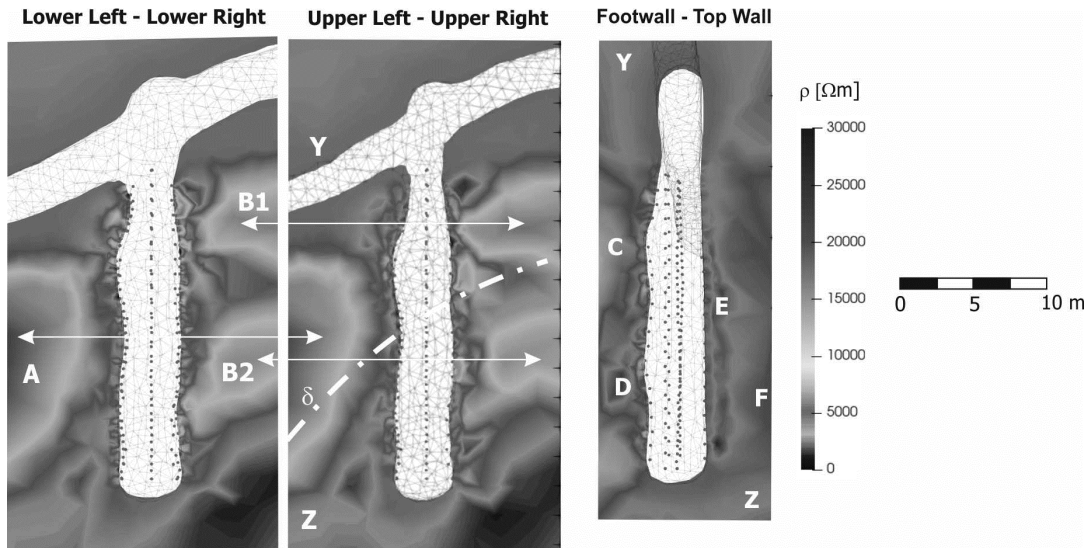 Lower Left - Lower Right
Upper Left - Upper Right
Footwall - Top Wall
Y
Y
ρ [Ωm]
30000
25000
20000
15000
10000
5000
0
B1
C
E
0 5 10 m
A
B2
δ
D
F
Z
Z